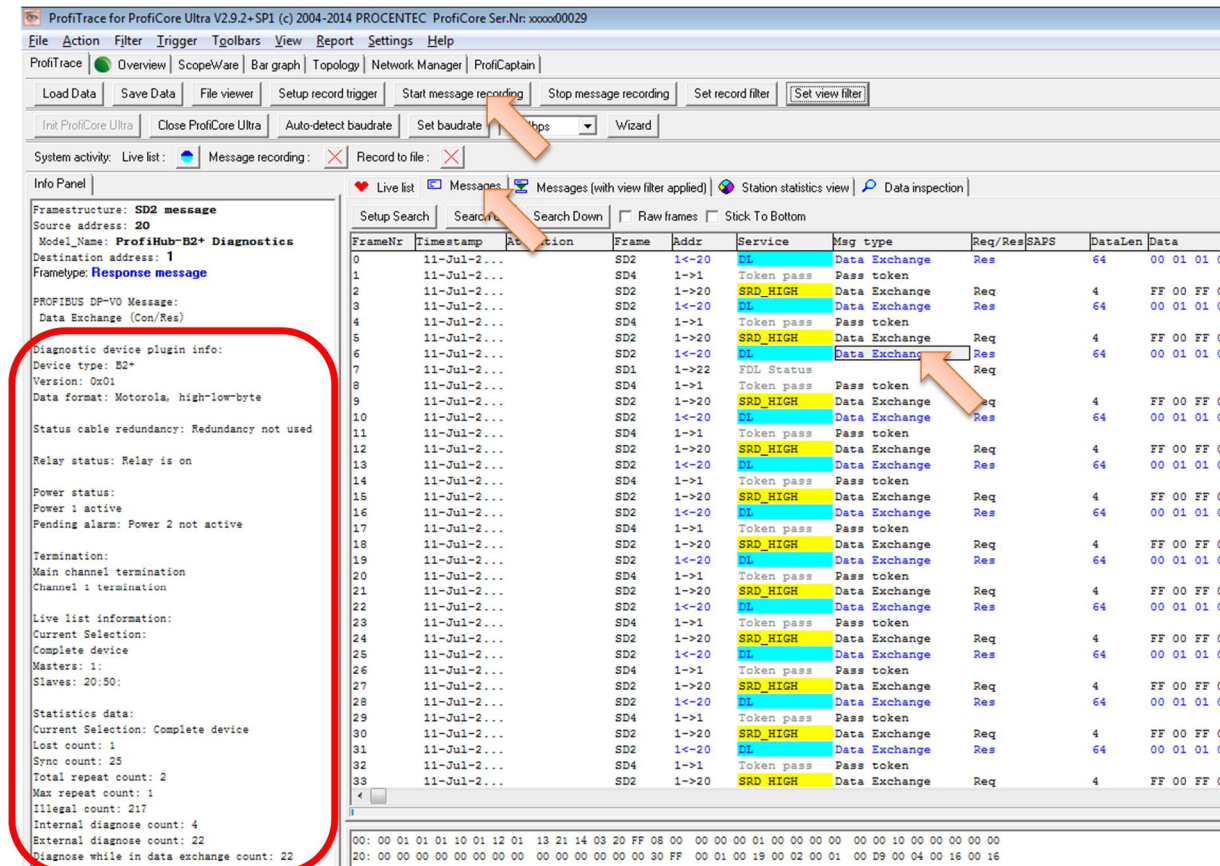 ProfiTrace for ProfiCore Ultra V2.9.2+SP1 (c) 2004-2014 PROCENTEC ProfiCore Ser.Nr: xxxxx00029
File Action Filter Trigger Toolbars View Report Settings Help
ProfiTrace Overview ScopeWare Bar graph Topology Network Manager ProfiCaptain
Load Data Save Data File viewer Setup record trigger Start message recording Stop message recording Set record filter Set view filter
Init ProfiCore Ultra Close ProfiCore Ultra Auto-detect baudrate Set baudrate Wizard
System activity: Live list : Message recording : Record to file :
Info Panel
Framestructure: SD2 message
Source address: 20
Model_Name: ProfiHub-B2+ Diagnostics
Destination address: 1
Frametype: Response message
PROFIBUS DP-V0 Message:
Data Exchange (Con/Res)
Diagnostic device plugin info:
Device type: B2+
Version: 0x01
Data format: Motorola, high-low-byte
Status cable redundancy: Redundancy not used
Relay status: Relay is on
Power status:
Power 1 active
Pending alarm: Power 2 not active
Termination:
Main channel termination
Channel 1 termination
Live list information:
Current Selection:
Complete device
Masters: 1;
Slaves: 20;50;
Statistics data:
Current Selection: Complete device
Lost count: 1
Sync count: 25
Total repeat count: 2
Max repeat count: 1
Illegal count: 217
Internal diagnose count: 4
External diagnose count: 22
Diagnose while in data exchange count: 22
Live list Messages Messages (with view filter applied) Station statistics view Data inspection
Setup Search Search Search Down Raw frames Stick To Bottom
FrameNr Timestamp Frame Addr Service Msg type Req/Res SAPS DataLen Data
0 11-Jul-2... SD2 1<-20 DL Data Exchange Res 64 00 01 01
1 11-Jul-2... SD4 1->1 Token pass Pass token
2 11-Jul-2... SD2 1->20 SRD_HIGH Data Exchange Req 4 FF 00 FF
3 11-Jul-2... SD2 1<-20 DL Data Exchange Res 64 00 01 01
4 11-Jul-2... SD4 1->1 Token pass Pass token
5 11-Jul-2... SD2 1->20 SRD_HIGH Data Exchange Req 4 FF 00 FF
6 11-Jul-2... SD2 1<-20 DL Data Exchange Res 64 00 01 01
7 11-Jul-2... SD1 1->22 FDL Status Req
8 11-Jul-2... SD4 1->1 Token pass Pass token
9 11-Jul-2... SD2 1->20 SRD_HIGH Data Exchange Req 4 FF 00 FF
10 11-Jul-2... SD2 1<-20 DL Data Exchange Res 64 00 01 01
11 11-Jul-2... SD4 1->1 Token pass Pass token
12 11-Jul-2... SD2 1->20 SRD_HIGH Data Exchange Req 4 FF 00 FF
13 11-Jul-2... SD2 1<-20 DL Data Exchange Res 64 00 01 01
14 11-Jul-2... SD4 1->1 Token pass Pass token
15 11-Jul-2... SD2 1->20 SRD_HIGH Data Exchange Req 4 FF 00 FF
16 11-Jul-2... SD2 1<-20 DL Data Exchange Res 64 00 01 01
17 11-Jul-2... SD4 1->1 Token pass Pass token
18 11-Jul-2... SD2 1->20 SRD_HIGH Data Exchange Req 4 FF 00 FF
19 11-Jul-2... SD2 1<-20 DL Data Exchange Res 64 00 01 01
20 11-Jul-2... SD4 1->1 Token pass Pass token
21 11-Jul-2... SD2 1->20 SRD_HIGH Data Exchange Req 4 FF 00 FF
22 11-Jul-2... SD2 1<-20 DL Data Exchange Res 64 00 01 01
23 11-Jul-2... SD4 1->1 Token pass Pass token
24 11-Jul-2... SD2 1->20 SRD_HIGH Data Exchange Req 4 FF 00 FF
25 11-Jul-2... SD2 1<-20 DL Data Exchange Res 64 00 01 01
26 11-Jul-2... SD4 1->1 Token pass Pass token
27 11-Jul-2... SD2 1->20 SRD_HIGH Data Exchange Req 4 FF 00 FF
28 11-Jul-2... SD2 1<-20 DL Data Exchange Res 64 00 01 01
29 11-Jul-2... SD4 1->1 Token pass Pass token
30 11-Jul-2... SD2 1->20 SRD_HIGH Data Exchange Req 4 FF 00 FF
31 11-Jul-2... SD2 1<-20 DL Data Exchange Res 64 00 01 01
32 11-Jul-2... SD4 1->1 Token pass Pass token
33 11-Jul-2... SD2 1->20 SRD HIGH Data Exchange Req 4 FF 00 FF
00: 00 01 01 01 10 01 12 01 13 21 14 03 20 FF 08 00 00 00 00 01 00 00 00 00 00 00 10 00 00 00 00 00
20: 00 00 00 00 00 00 00 00 00 00 00 00 00 00 30 FF 00 01 00 19 00 02 00 01 00 D9 00 04 00 16 00 16